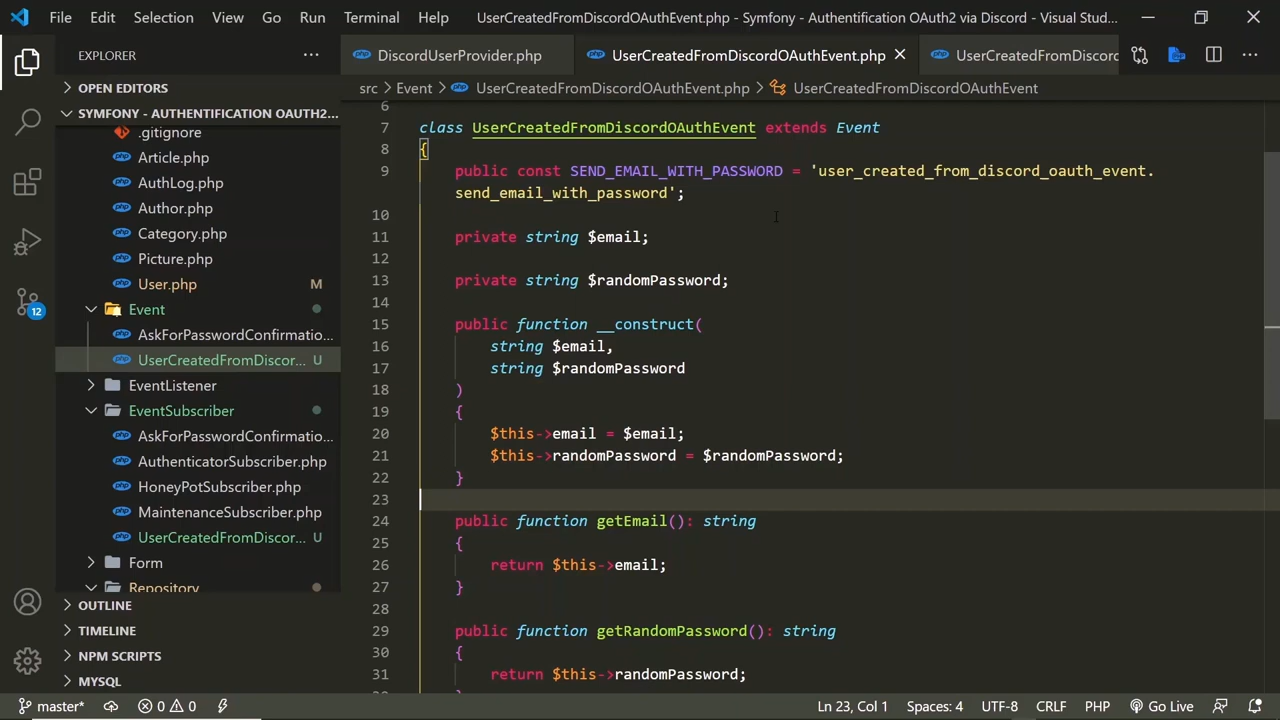 File Edit Selection View Go Run Terminal Help UserCreatedFromDiscordOAuthEvent.php - Symfony - Authentification OAuth2 via Discord - Visual Stud...
EXPLORER
OPEN EDITORS
SYMFONY - AUTHENTIFICATION OAUTH2...
.gitignore
Article.php
AuthLog.php
Author.php
Category.php
Picture.php
User.php M
Event
AskForPasswordConfirmatio...
UserCreatedFromDiscor... U
EventListener
EventSubscriber
AskForPasswordConfirmatio...
AuthenticatorSubscriber.php
HoneyPotSubscriber.php
MaintenanceSubscriber.php
UserCreatedFromDiscor... U
Form
Repository
OUTLINE
TIMELINE
NPM SCRIPTS
MYSQL
12
DiscordUserProvider.php UserCreatedFromDiscordOAuthEvent.php UserCreatedFromDiscord
src > Event > UserCreatedFromDiscordOAuthEvent.php > UserCreatedFromDiscordOAuthEvent
6
7 class UserCreatedFromDiscordOAuthEvent extends Event
8 {
9 public const SEND_EMAIL_WITH_PASSWORD = 'user_created_from_discord_oauth_event.
send_email_with_password';
10
11 private string $email;
12
13 private string $randomPassword;
14
15 public function __construct(
16 string $email,
17 string $randomPassword
18 )
19 {
20 $this->email = $email;
21 $this->randomPassword = $randomPassword;
22 }
23
24 public function getEmail(): string
25 {
26 return $this->email;
27 }
28
29 public function getRandomPassword(): string
30 {
31 return $this->randomPassword;
master* 0 0 Ln 23, Col 1 Spaces: 4 UTF-8 CRLF PHP Go Live